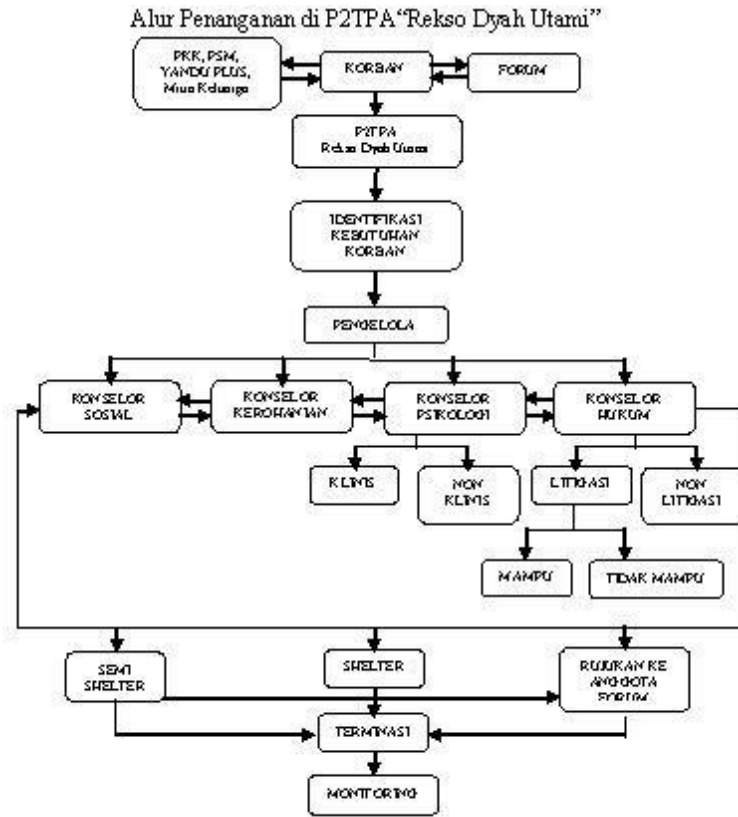 Alur Penanganan di P2TPA "Rekso Dyah Utami"
PKK, PSM,
YANDU PLUS,
Mitra Keluarga
KORBAN
FORUM
P2TPA
Rekso Dyah Utama
IDENTIFIKASI
KEBUTUHAN
KORBAN
PENGELOLA
KONSELOR
SOSIAL
KONSELOR
KEROHANIAN
KONSELOR
PSIKOLOGI
KONSELOR
HUKUM
KLINIS
NON
KLINIS
LITIGASI
NON
LITIGASI
MAMPU
TIDAK MAMPU
SEMI
SHELTER
SHELTER
RUJUKAN KE
ANGGOTA
FORUM
TERMINASI
MONITORING